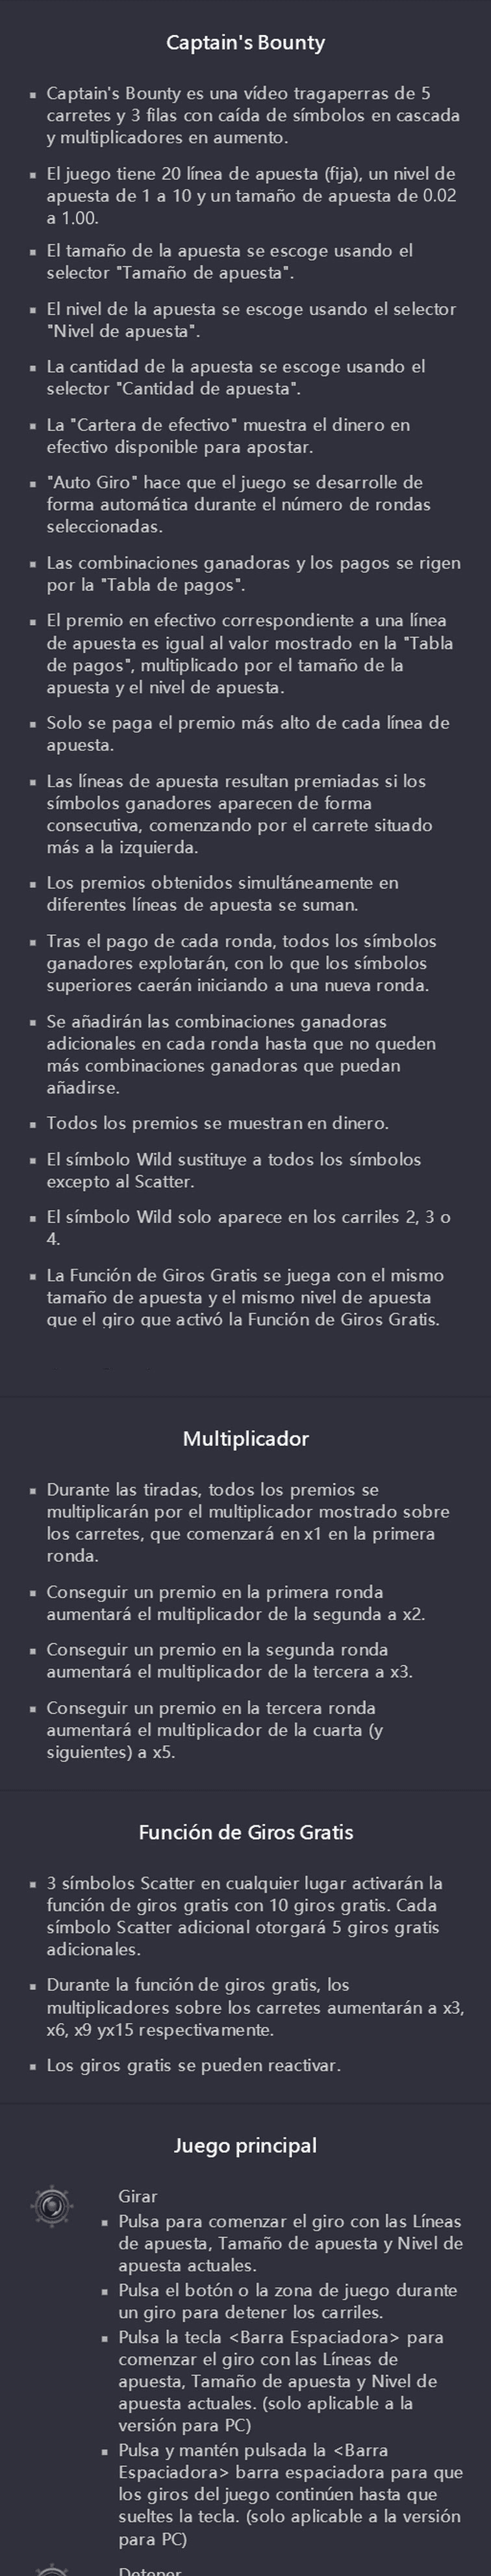 Captain's Bounty
▪ Captain's Bounty es una vídeo tragaperras de 5
carretes y 3 filas con caída de símbolos en cascada
y multiplicadores en aumento.
▪ El juego tiene 20 línea de apuesta (fija), un nivel de
apuesta de 1 a 10 y un tamaño de apuesta de 0.02
a 1.00.
▪ El tamaño de la apuesta se escoge usando el
selector "Tamaño de apuesta".
▪ El nivel de la apuesta se escoge usando el selector
"Nivel de apuesta".
▪ La cantidad de la apuesta se escoge usando el
selector "Cantidad de apuesta".
▪ La "Cartera de efectivo" muestra el dinero en
efectivo disponible para apostar.
▪ "Auto Giro" hace que el juego se desarrolle de
forma automática durante el número de rondas
seleccionadas.
▪ Las combinaciones ganadoras y los pagos se rigen
por la "Tabla de pagos".
▪ El premio en efectivo correspondiente a una línea
de apuesta es igual al valor mostrado en la "Tabla
de pagos", multiplicado por el tamaño de la
apuesta y el nivel de apuesta.
▪ Solo se paga el premio más alto de cada línea de
apuesta.
▪ Las líneas de apuesta resultan premiadas si los
símbolos ganadores aparecen de forma
consecutiva, comenzando por el carrete situado
más a la izquierda.
▪ Los premios obtenidos simultáneamente en
diferentes líneas de apuesta se suman.
▪ Tras el pago de cada ronda, todos los símbolos
ganadores explotarán, con lo que los símbolos
superiores caerán iniciando a una nueva ronda.
▪ Se añadirán las combinaciones ganadoras
adicionales en cada ronda hasta que no queden
más combinaciones ganadoras que puedan
añadirse.
▪ Todos los premios se muestran en dinero.
▪ El símbolo Wild sustituye a todos los símbolos
excepto al Scatter.
▪ El símbolo Wild solo aparece en los carriles 2, 3 o
4.
▪ La Función de Giros Gratis se juega con el mismo
tamaño de apuesta y el mismo nivel de apuesta
que el giro que activó la Función de Giros Gratis.
Multiplicador
▪ Durante las tiradas, todos los premios se
multiplicarán por el multiplicador mostrado sobre
los carretes, que comenzará en x1 en la primera
ronda.
▪ Conseguir un premio en la primera ronda
aumentará el multiplicador de la segunda a x2.
▪ Conseguir un premio en la segunda ronda
aumentará el multiplicador de la tercera a x3.
▪ Conseguir un premio en la tercera ronda
aumentará el multiplicador de la cuarta (y
siguientes) a x5.
Función de Giros Gratis
▪ 3 símbolos Scatter en cualquier lugar activarán la
función de giros gratis con 10 giros gratis. Cada
símbolo Scatter adicional otorgará 5 giros gratis
adicionales.
▪ Durante la función de giros gratis, los
multiplicadores sobre los carretes aumentarán a x3,
x6, x9 yx15 respectivamente.
▪ Los giros gratis se pueden reactivar.
Juego principal
Girar
▪ Pulsa para comenzar el giro con las Líneas
de apuesta, Tamaño de apuesta y Nivel de
apuesta actuales.
▪ Pulsa el botón o la zona de juego durante
un giro para detener los carriles.
▪ Pulsa la tecla <Barra Espaciadora> para
comenzar el giro con las Líneas de
apuesta, Tamaño de apuesta y Nivel de
apuesta actuales. (solo aplicable a la
versión para PC)
▪ Pulsa y mantén pulsada la <Barra
Espaciadora> barra espaciadora para que
los giros del juego continúen hasta que
sueltes la tecla. (solo aplicable a la versión
para PC)
Detener